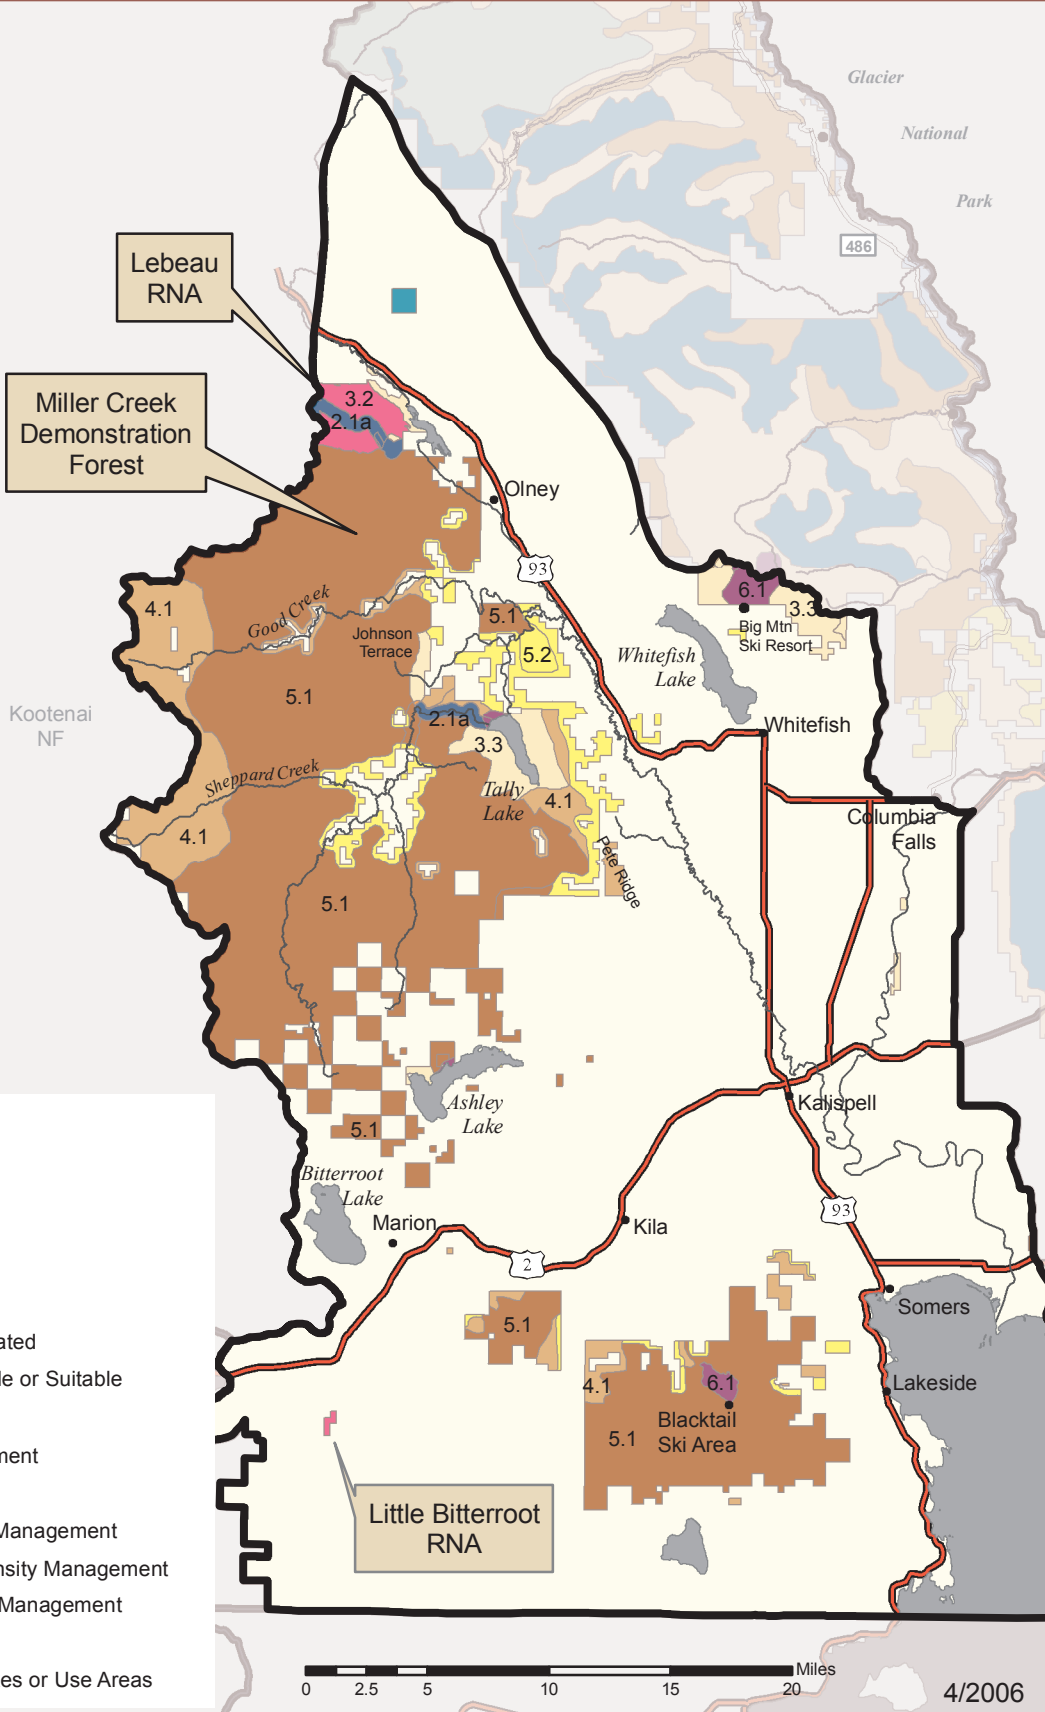 Glacier
National
Park
486
Lebeau
RNA
Miller Creek
Demonstration
Forest
3.2
2.1a
Olney
93
4.1
Good Creek
Johnson
Terrace
5.1
5.2
6.1
3.3
Big Mtn
Ski Resort
Whitefish
Lake
Kootenai
NF
5.1
2.1a
3.3
Whitefish
Sheppard Creek
Tally
Lake
4.1
4.1
Columbia
Falls
Pete Ridge
5.1
Ashley
Lake
Kalispell
5.1
Bitterroot
Lake
Marion
Kila
93
2
Somers
5.1
ated
le or Suitable
4.1
6.1
Lakeside
Blacktail
Ski Area
5.1
ment
Little Bitterroot
RNA
Management
nsity Management
Management
es or Use Areas
Miles
0 2.5 5 10 15 20
4/2006